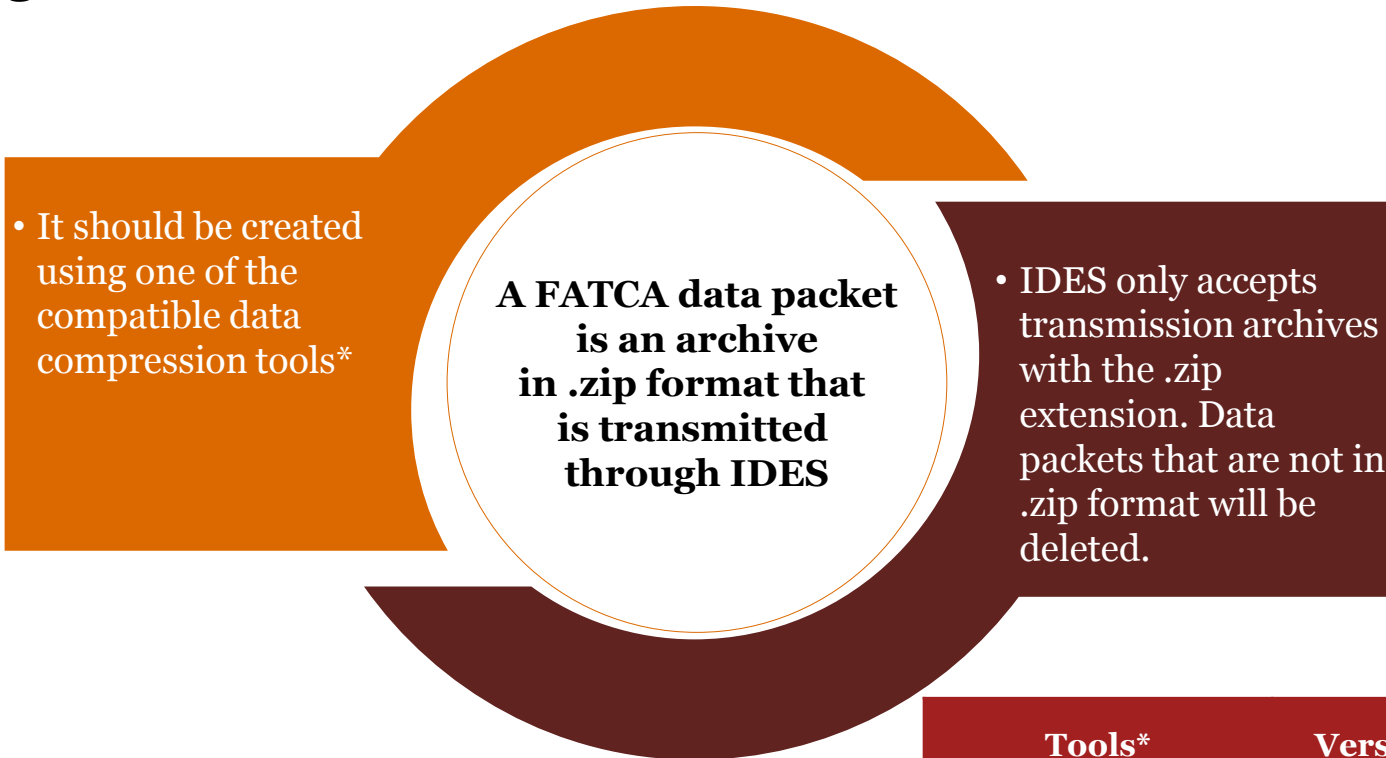 • It should be created
using one of the
compatible data
compression tools*
A FATCA data packet
is an archive
in .zip format that
is transmitted
through IDES
• IDES only accepts
transmission archives
with the .zip
extension. Data
packets that are not in
.zip format will be
deleted.
Tools*